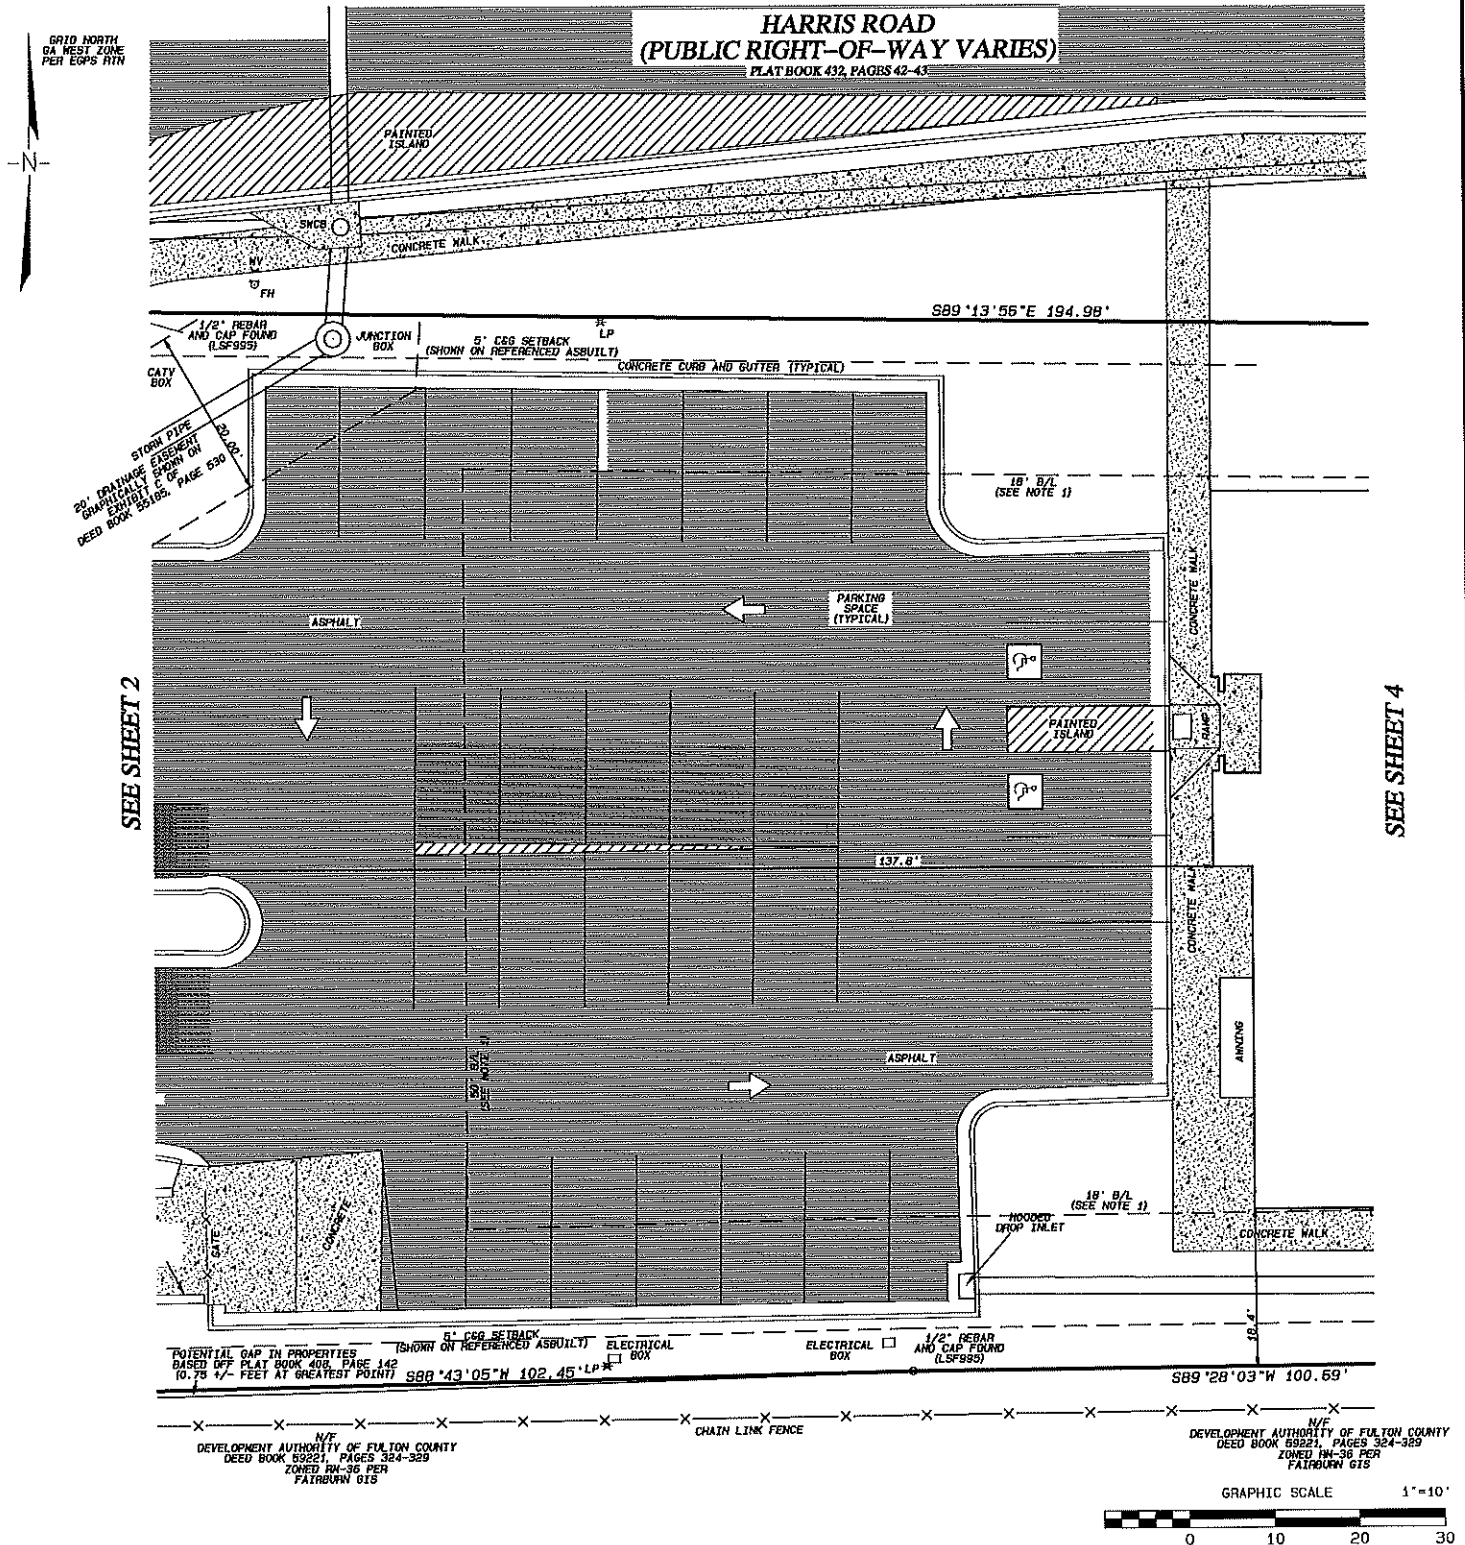 HARRIS ROAD
(PUBLIC RIGHT-OF-WAY VARIES)
PLAT BOOK 432, PAGES 42-43
GRID NORTH
GA WEST ZONE
PER EGPS RTN
-N-
PAINTED
ISLAND
SWCB
CONCRETE WALK
WV
FH
S89°13'56"E 194.98'
1/2" REBAR
AND CAP FOUND
(LSF995)
JUNCTION
BOX
LP
5' C&G SETBACK
(SHOWN ON REFERENCED ASBUILT)
CONCRETE CURB AND GUTTER (TYPICAL)
CATV
BOX
20.00'
STORM PIPE
20' DRAINAGE EASEMENT
GRAPHICALLY SHOWN ON
EXHIBIT C OF
DEED BOOK 55185, PAGE 530
18' B/L
(SEE NOTE 1)
CONCRETE WALK
ASPHALT
PARKING
SPACE
(TYPICAL)
SEE SHEET 2
PAINTED
ISLAND
RAMP
SEE SHEET 4
137.8'
CONCRETE WALK
50' B/L
(SEE NOTE 1)
ASPHALT
AWNING
GATE
CONCRETE
18' B/L
(SEE NOTE 1)
HOODED
DROP INLET
CONCRETE WALK
18.4'
5' C&G SETBACK
(SHOWN ON REFERENCED ASBUILT)
ELECTRICAL
BOX
ELECTRICAL
BOX
1/2" REBAR
AND CAP FOUND
(LSF995)
POTENTIAL GAP IN PROPERTIES
BASED OFF PLAT BOOK 408, PAGE 142
(0.75 +/- FEET AT GREATEST POINT)
S88°43'05"W 102.45'
LP
S89°28'03"W 100.69'
CHAIN LINK FENCE
N/F
DEVELOPMENT AUTHORITY OF FULTON COUNTY
DEED BOOK 59221, PAGES 324-329
ZONED RM-36 PER
FAIRBURN GIS
N/F
DEVELOPMENT AUTHORITY OF FULTON COUNTY
DEED BOOK 59221, PAGES 324-329
ZONED RM-36 PER
FAIRBURN GIS
GRAPHIC SCALE 1"=10'
0 10 20 30